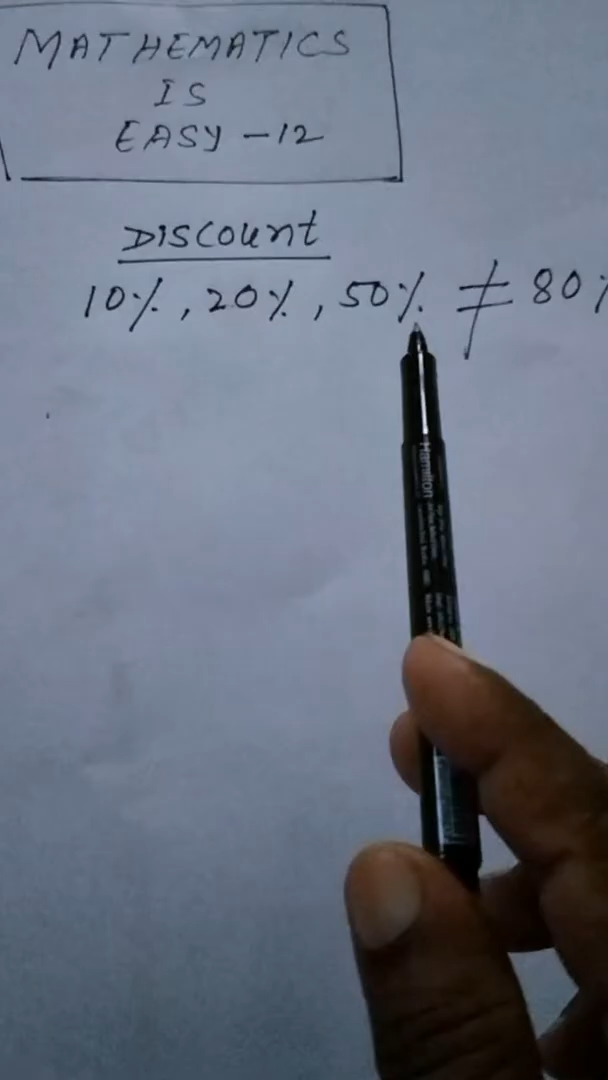 MATHEMATICS
IS
EASY - 12
DISCOUNT
10%, 20%, 50% ≠ 80%
Hamilton